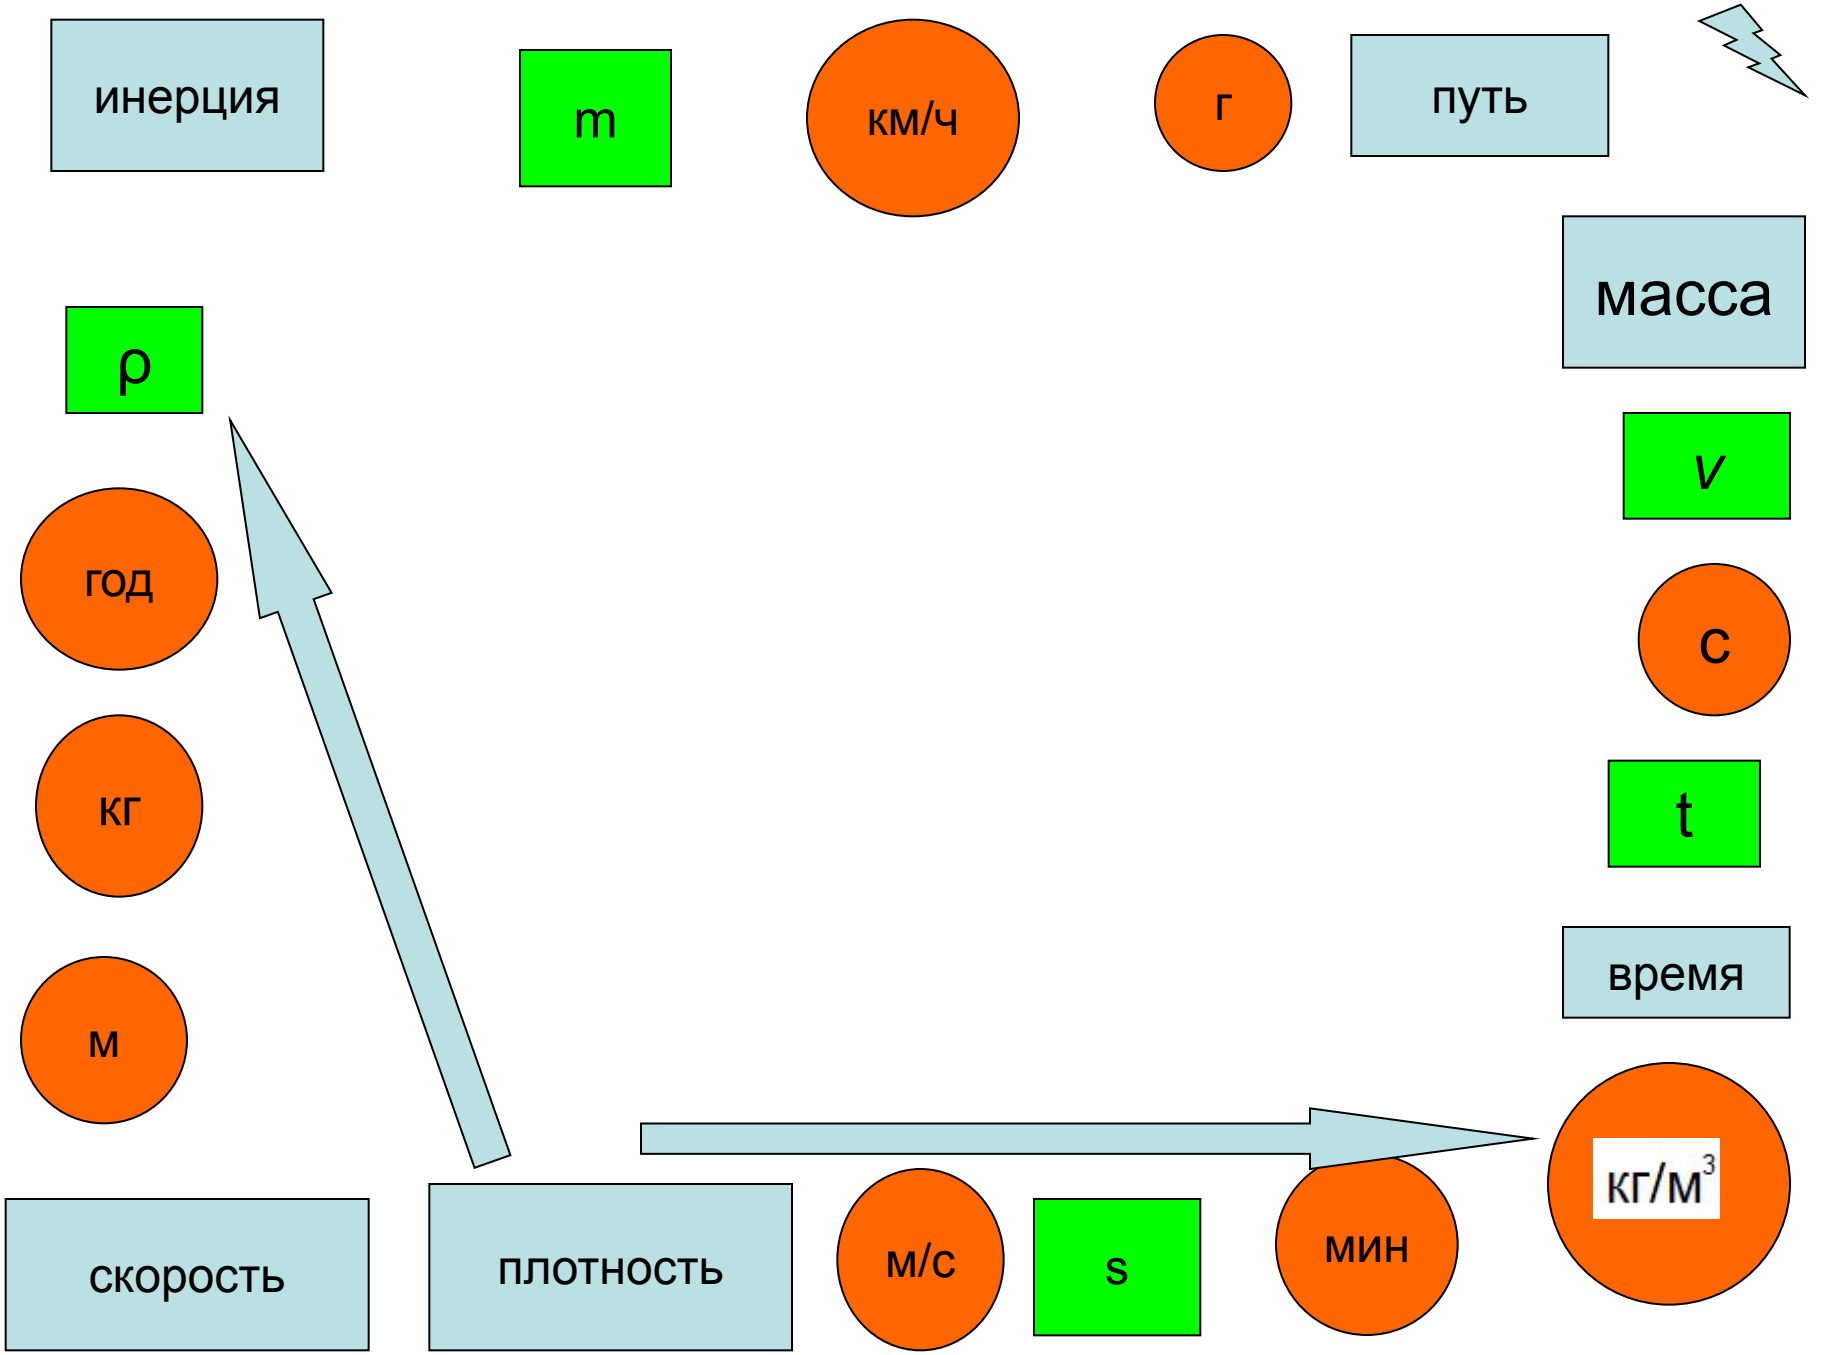 инерция
m
км/ч
г
путь
масса
ρ
v
год
с
кг
t
время
м
кг/м³
скорость
плотность
м/с
s
мин